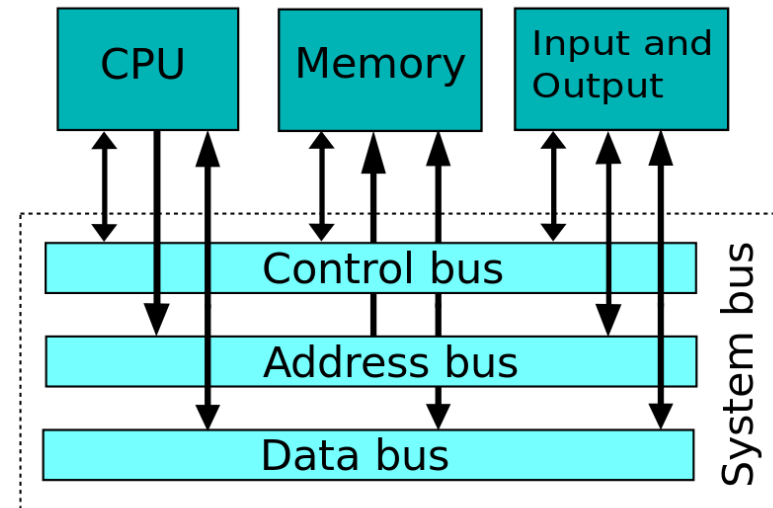 CPU
Memory
Input and
Output
Control bus
Address bus
Data bus
System bus